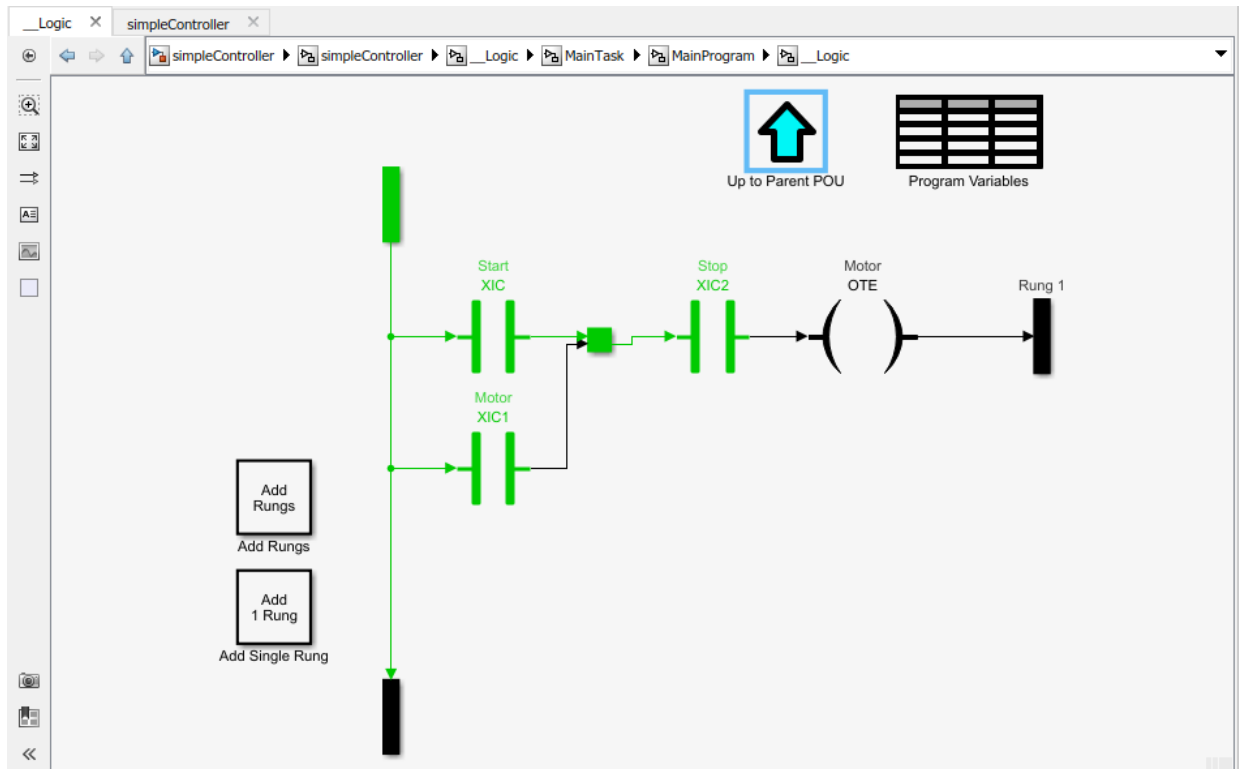 __Logic
simpleController
simpleController
simpleController
__Logic
MainTask
MainProgram
__Logic
Up to Parent POU
Program Variables
Start
XIC
Stop
XIC2
Motor
OTE
Rung 1
Motor
XIC1
Add
Rungs
Add Rungs
Add
1 Rung
Add Single Rung